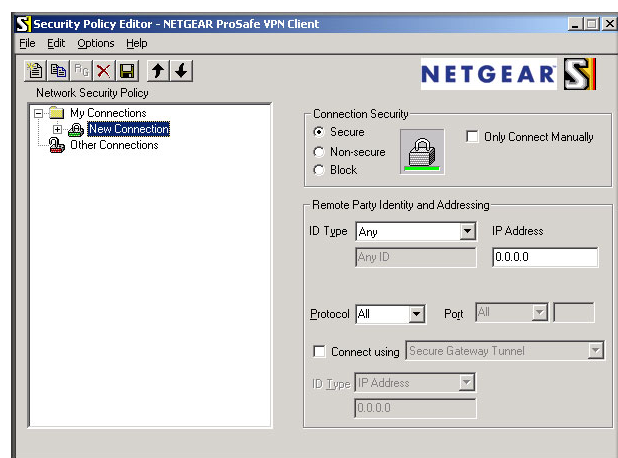 Security Policy Editor - NETGEAR ProSafe VPN Client
File Edit Options Help
NETGEAR
Network Security Policy
My Connections
New Connection
Other Connections
Connection Security
Secure
Non-secure
Block
Only Connect Manually
Remote Party Identity and Addressing
ID Type Any IP Address
Any ID 0.0.0.0
Protocol All Port All
Connect using Secure Gateway Tunnel
ID Type IP Address
0.0.0.0